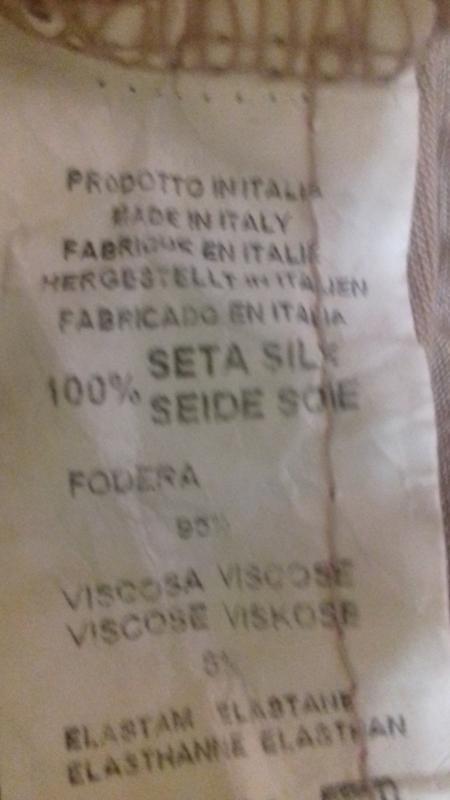 PRODOTTO IN ITALIA
MADE IN ITALY
FABRIQUE EN ITALIE
HERGESTELLT IN ITALIEN
FABRICADO EN ITALIA
100% SETA SILK
SEIDE SOIE
FODERA
95%
VISCOSA VISCOSE
VISCOSE VISKOSE
5%
ELASTAM ELASTANE
ELASTHANNE ELASTHAN